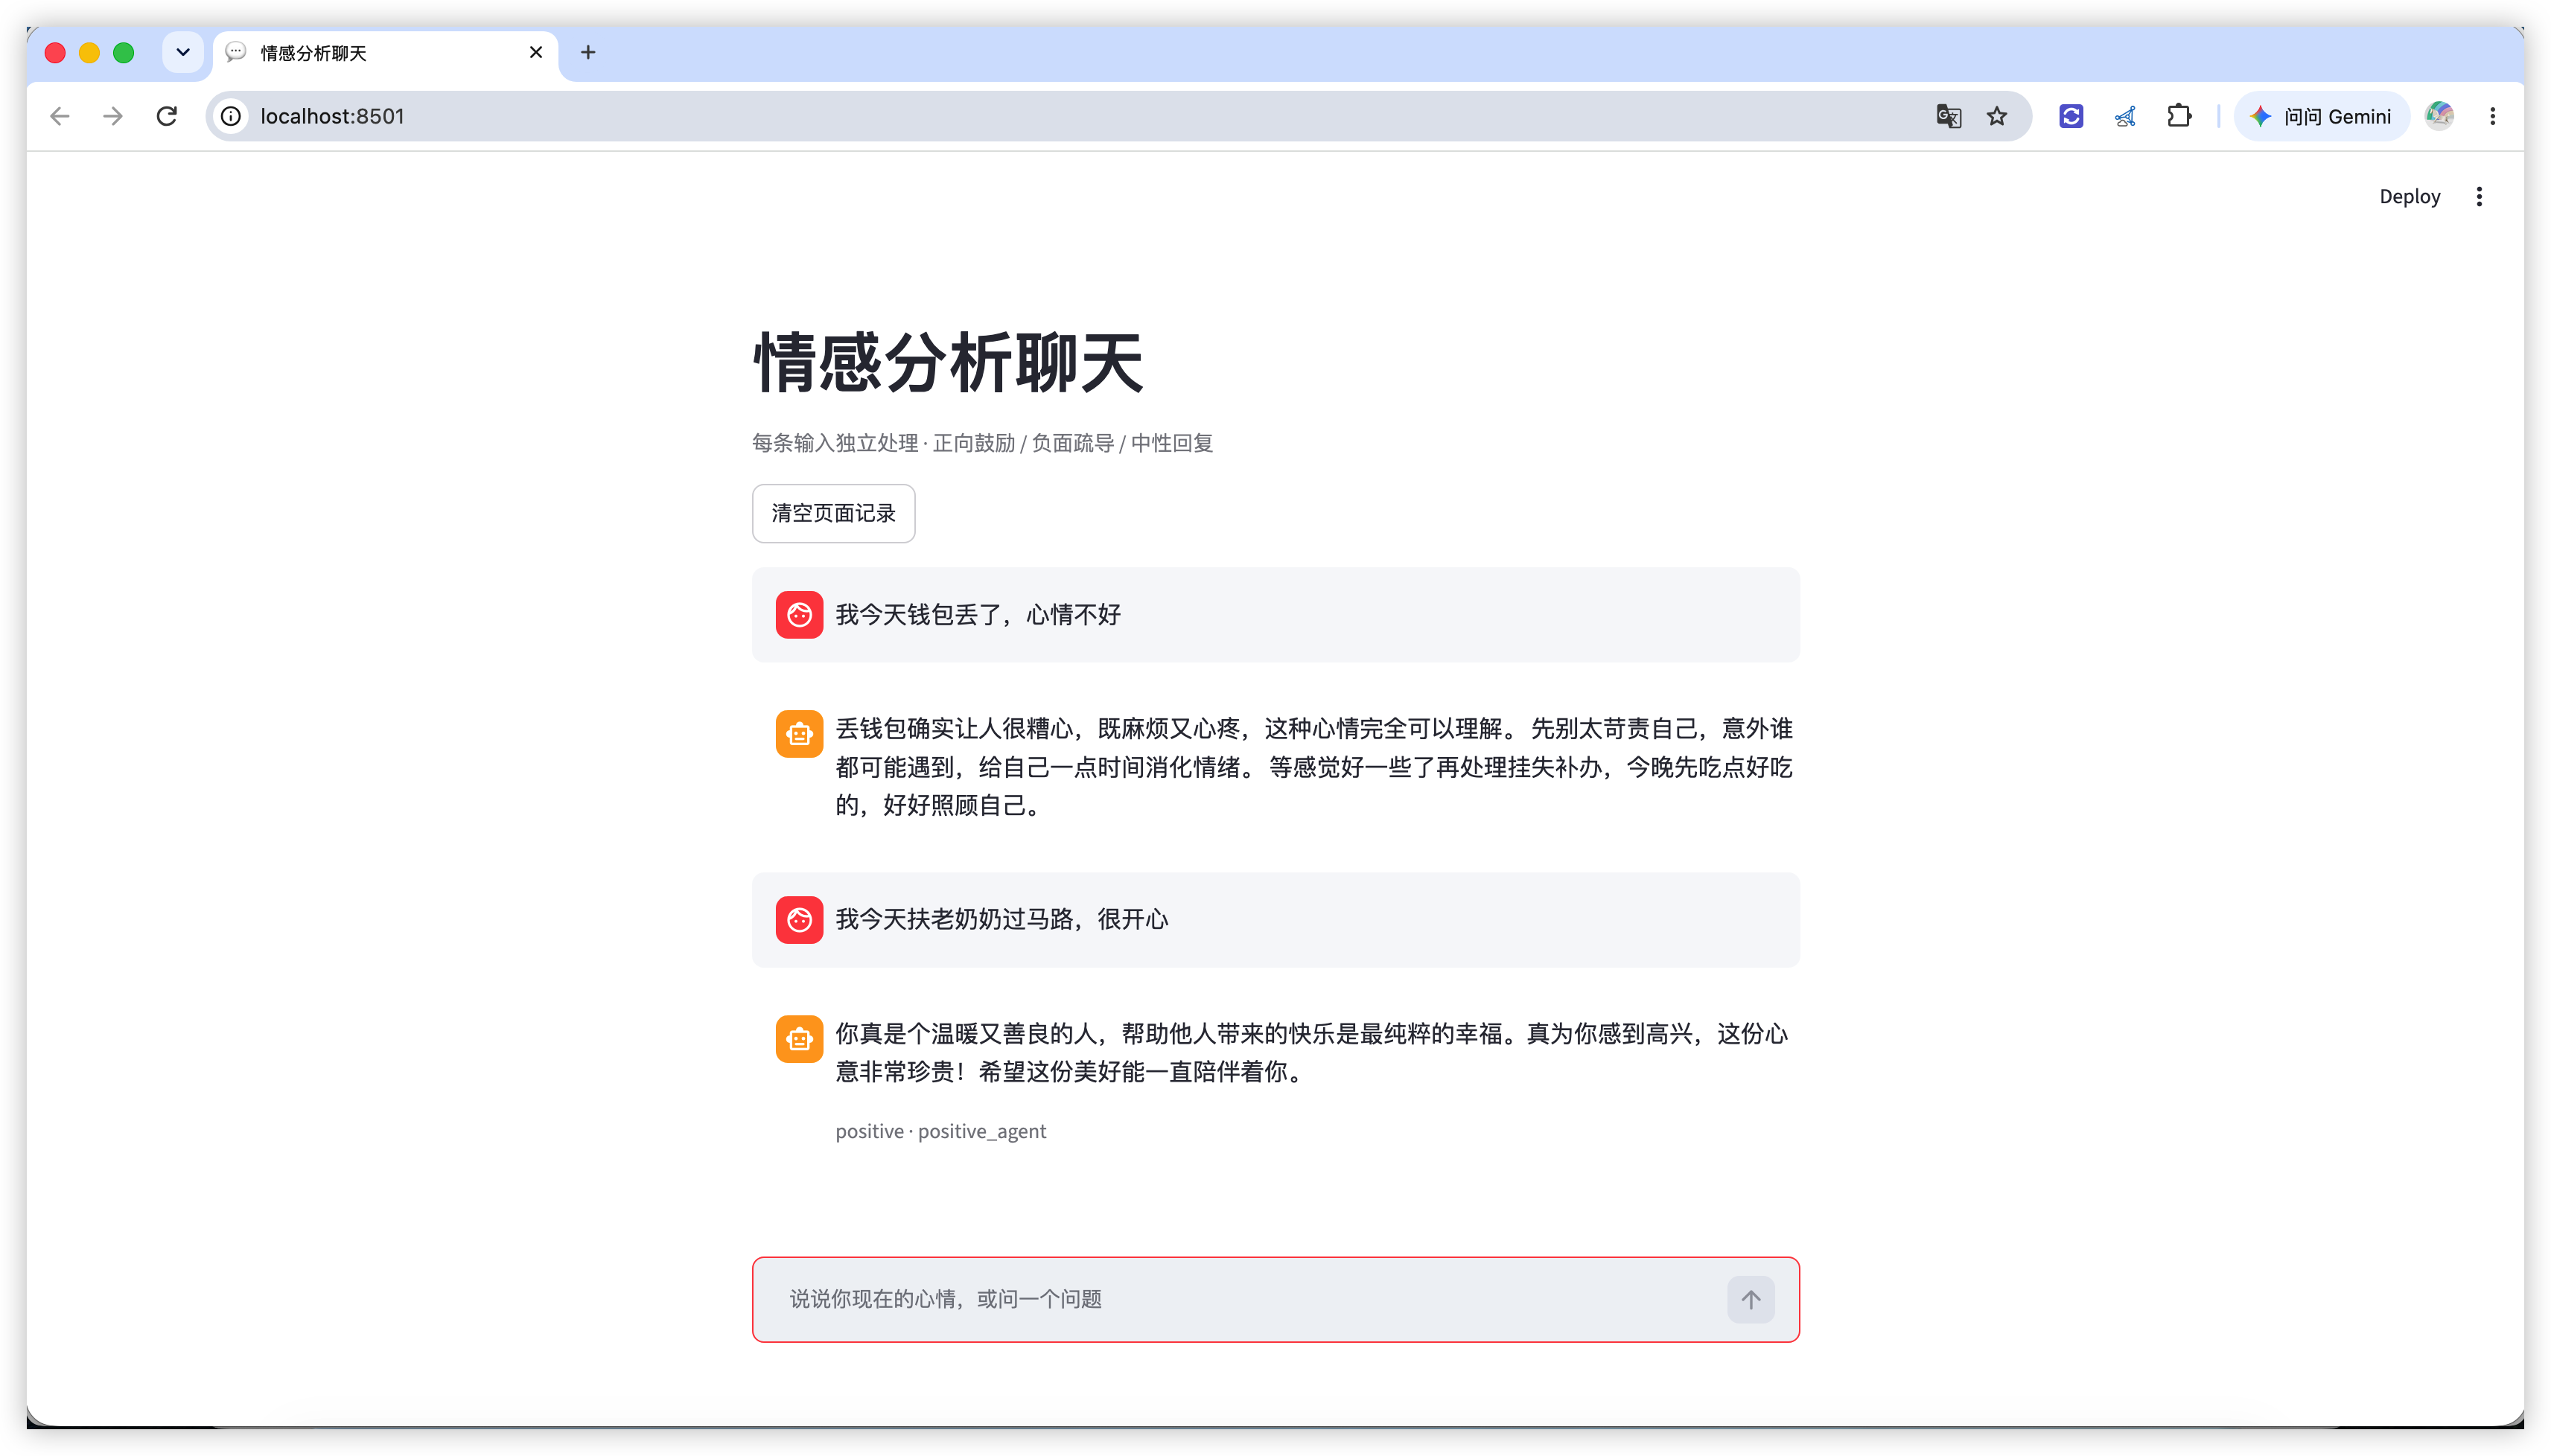 情感分析聊天
localhost:8501
问问 Gemini
Deploy
情感分析聊天
每条输入独立处理 · 正向鼓励 / 负面疏导 / 中性回复
清空页面记录
我今天钱包丢了，心情不好
丢钱包确实让人很糟心，既麻烦又心疼，这种心情完全可以理解。 先别太苛责自己，意外谁
都可能遇到，给自己一点时间消化情绪。 等感觉好一些了再处理挂失补办，今晚先吃点好吃
的，好好照顾自己。
我今天扶老奶奶过马路，很开心
你真是个温暖又善良的人，帮助他人带来的快乐是最纯粹的幸福。真为你感到高兴，这份心
意非常珍贵！希望这份美好能一直陪伴着你。
positive · positive_agent
说说你现在的心情，或问一个问题